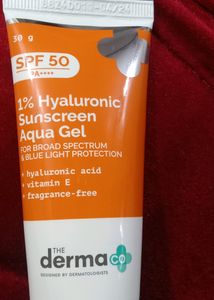 30 g
SPF 50
PA++++
1% Hyaluronic
Sunscreen
Aqua Gel
FOR BROAD SPECTRUM
& BLUE LIGHT PROTECTION
+ hyaluronic acid
+ vitamin E
+ fragrance-free
THE
derma co
DESIGNED BY DERMATOLOGISTS